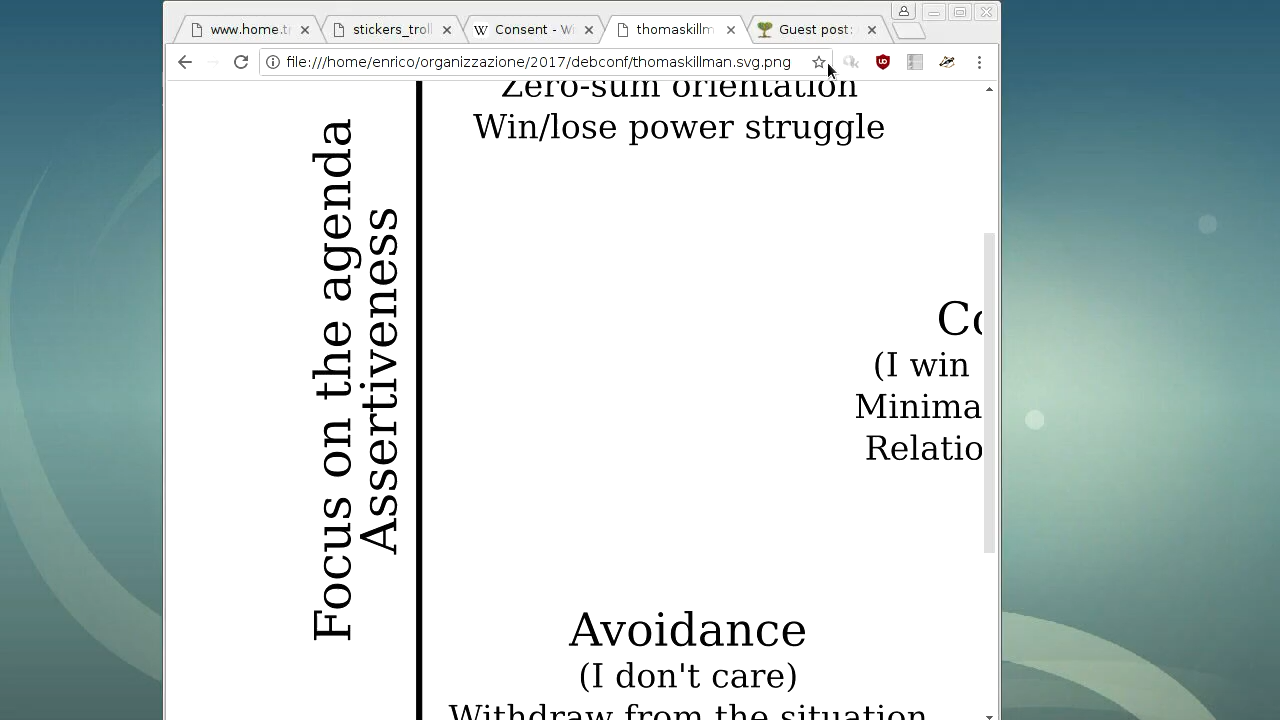 www.home.t
stickers_troll
Consent - Wi
thomaskillm
Guest post:
file:///home/enrico/organizzazione/2017/debconf/thomaskillman.svg.png
Zero-sum orientation
Win/lose power struggle
Focus on the agenda
Assertiveness
Co
(I win
Minima
Relatio
Avoidance
(I don't care)
Withdraw from the situation